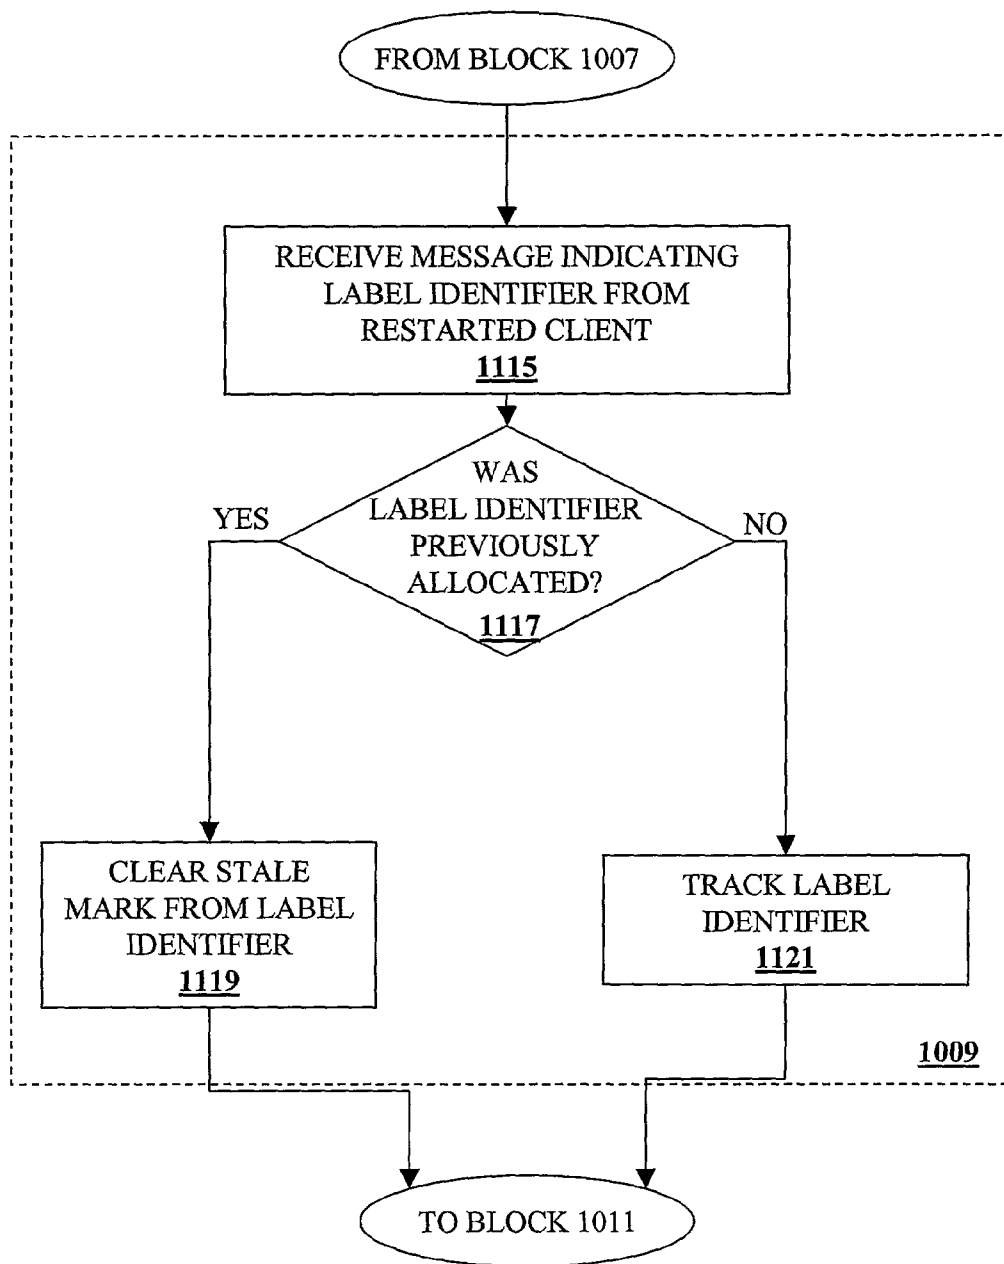 FROM BLOCK 1007
RECEIVE MESSAGE INDICATING
LABEL IDENTIFIER FROM
RESTARTED CLIENT
1115
WAS
LABEL IDENTIFIER
PREVIOUSLY
ALLOCATED?
1117
YES
NO
CLEAR STALE
MARK FROM LABEL
IDENTIFIER
1119
TRACK LABEL
IDENTIFIER
1121
1009
TO BLOCK 1011